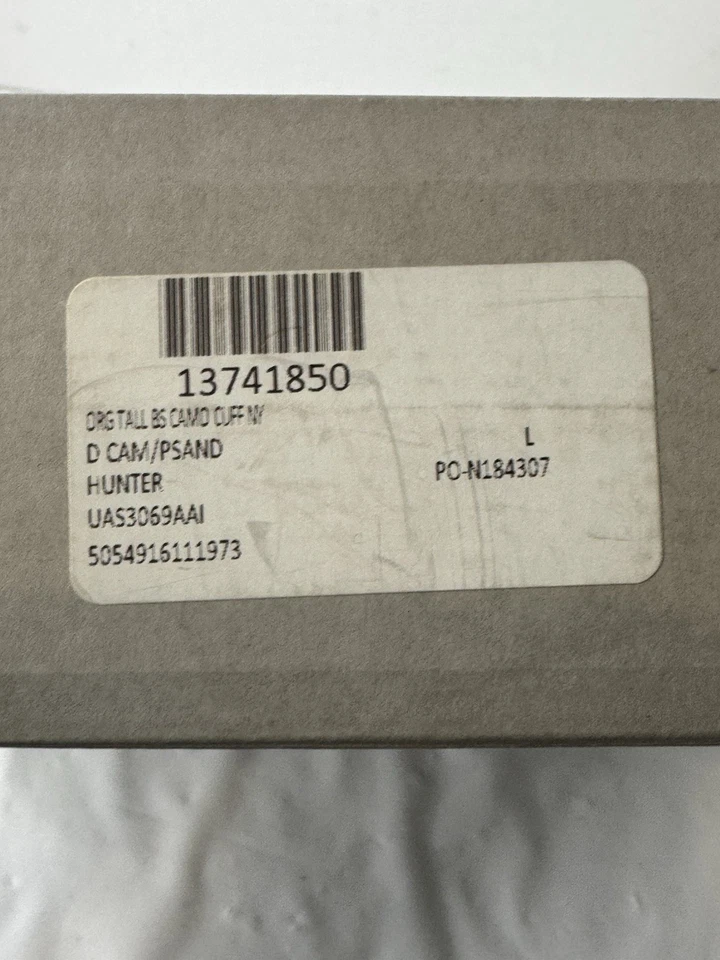 13741850
ORG TALL BS CAMO CUFF NY
D CAM/PSAND
L
HUNTER
PO-N184307
UAS3069AAI
5054916111973